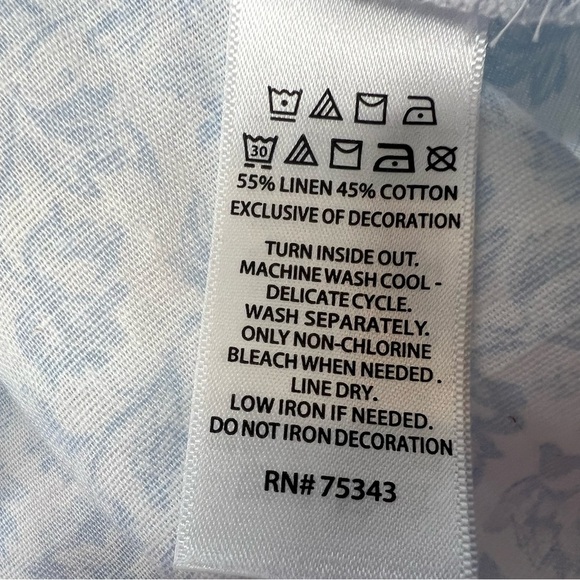 30
55% LINEN 45% COTTON
EXCLUSIVE OF DECORATION
TURN INSIDE OUT.
MACHINE WASH COOL -
DELICATE CYCLE.
WASH SEPARATELY.
ONLY NON-CHLORINE
BLEACH WHEN NEEDED.
LINE DRY.
LOW IRON IF NEEDED.
DO NOT IRON DECORATION
RN# 75343